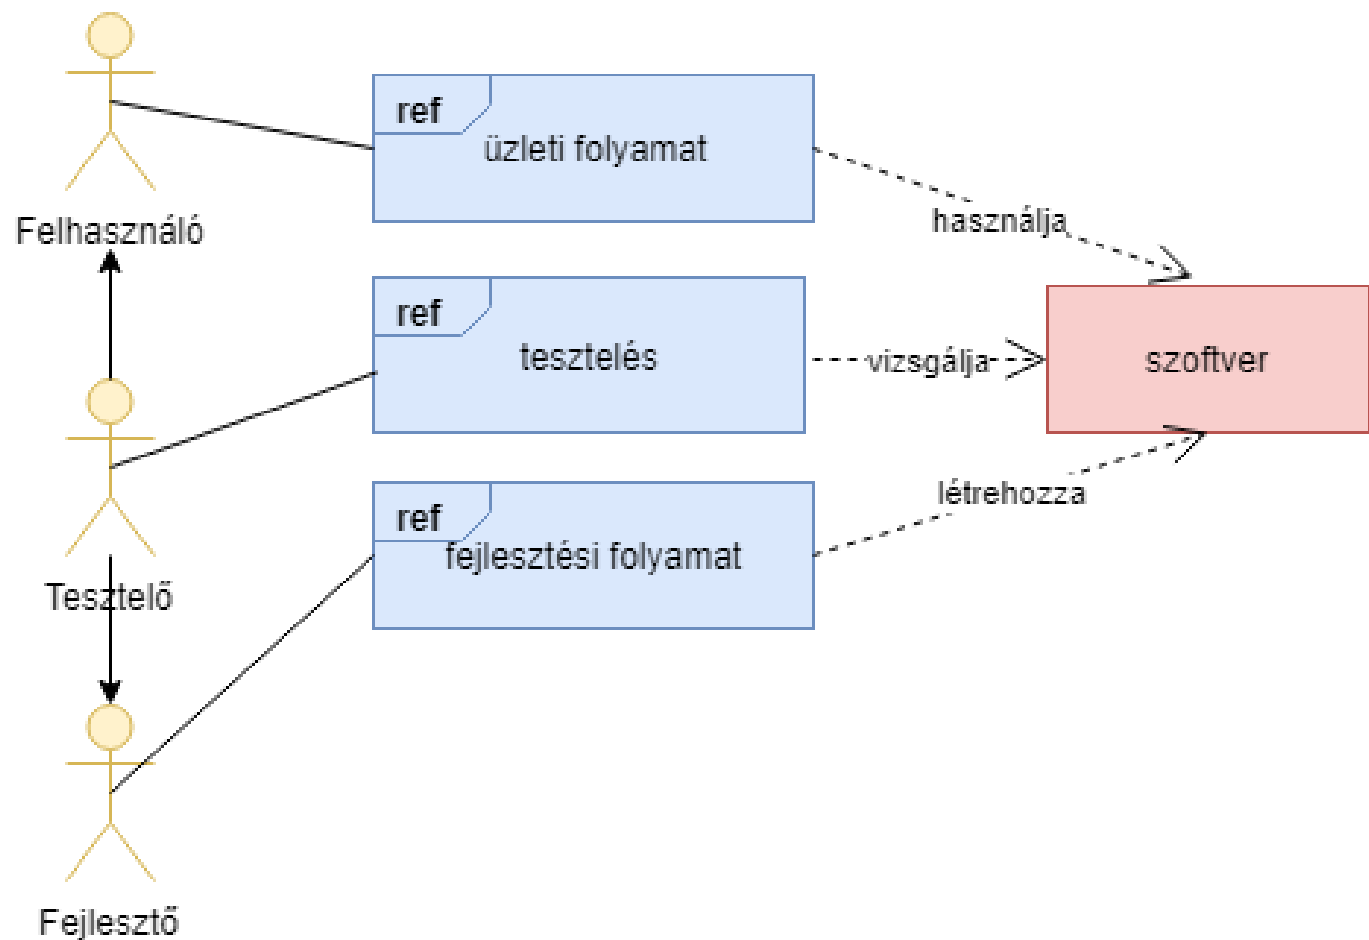 ref
üzleti folyamat
használja
Felhasználó
ref
tesztelés
vizsgálja
szoftver
ref
fejlesztési folyamat
létrehozza
Tesztelő
Fejlesztő